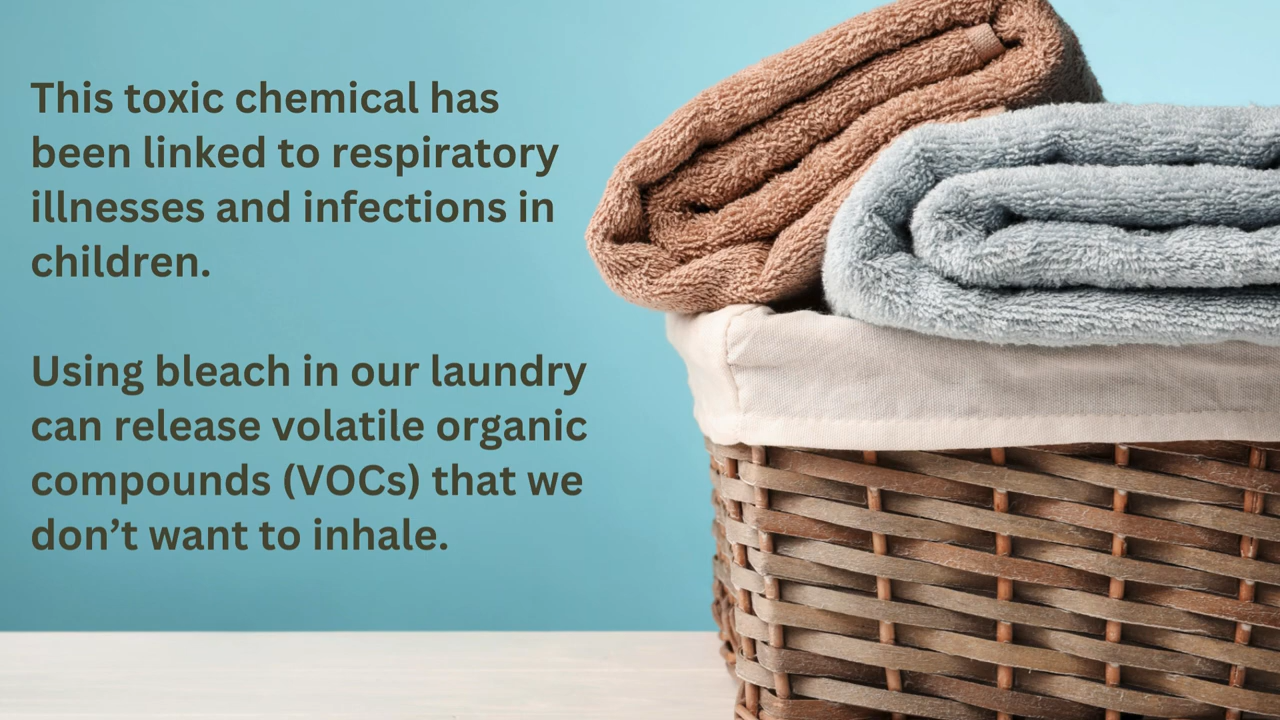 This toxic chemical has
been linked to respiratory
illnesses and infections in
children.
Using bleach in our laundry
can release volatile organic
compounds (VOCs) that we
don’t want to inhale.